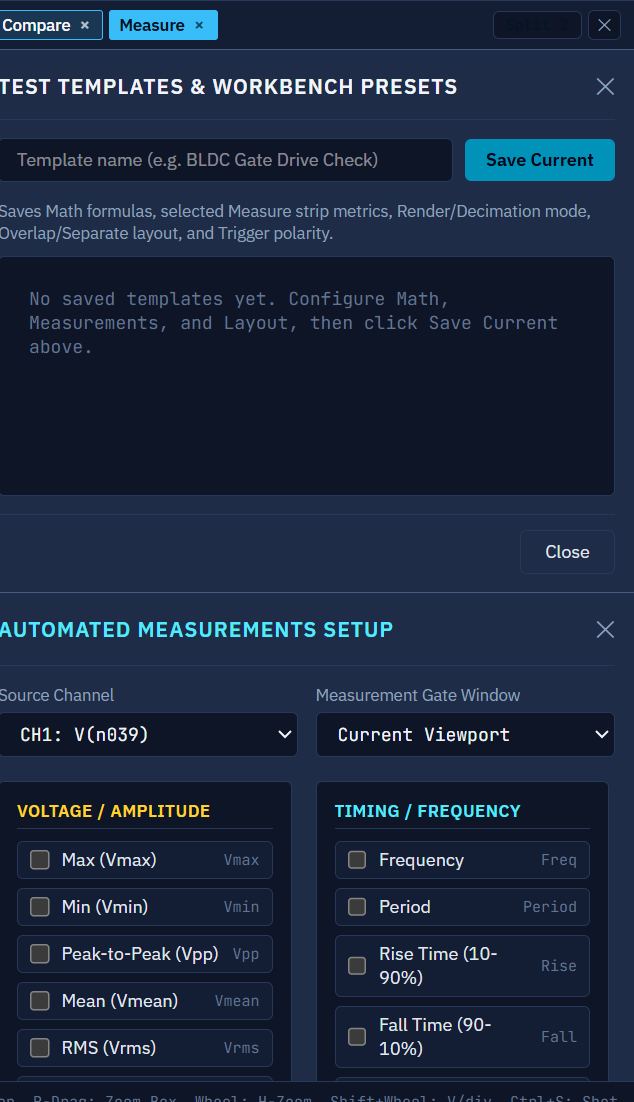 Compare ×
Measure ×
TEST TEMPLATES & WORKBENCH PRESETS
Template name (e.g. BLDC Gate Drive Check)
Save Current
Saves Math formulas, selected Measure strip metrics, Render/Decimation mode,
Overlap/Separate layout, and Trigger polarity.
No saved templates yet. Configure Math,
Measurements, and Layout, then click Save Current
above.
Close
AUTOMATED MEASUREMENTS SETUP
Source Channel
CH1: V(n039)
Measurement Gate Window
Current Viewport
VOLTAGE / AMPLITUDE
Max (Vmax) Vmax
Min (Vmin) Vmin
Peak-to-Peak (Vpp) Vpp
Mean (Vmean) Vmean
RMS (Vrms) Vrms
TIMING / FREQUENCY
Frequency Freq
Period Period
Rise Time (10-
90%) Rise
Fall Time (90-
10%) Fall
Zoom Box Wheel: H-Zoom Shift+Wheel: V/div Ctrl+S: Shot